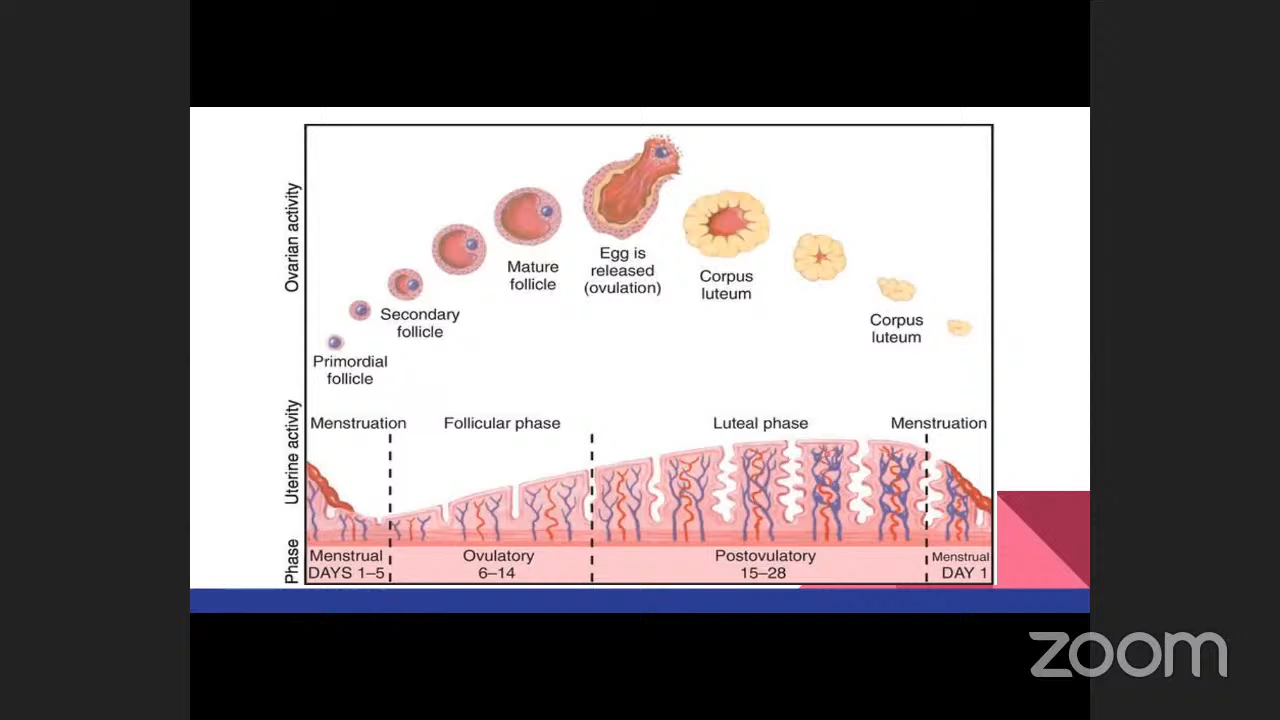 Ovarian activity
Egg is
released
(ovulation)
Mature
follicle
Corpus
luteum
Secondary
follicle
Corpus
luteum
Primordial
follicle
Uterine activity
Menstruation
Follicular phase
Luteal phase
Menstruation
Phase
Menstrual
DAYS 1–5
Ovulatory
6–14
Postovulatory
15–28
Menstrual
DAY 1
zoom